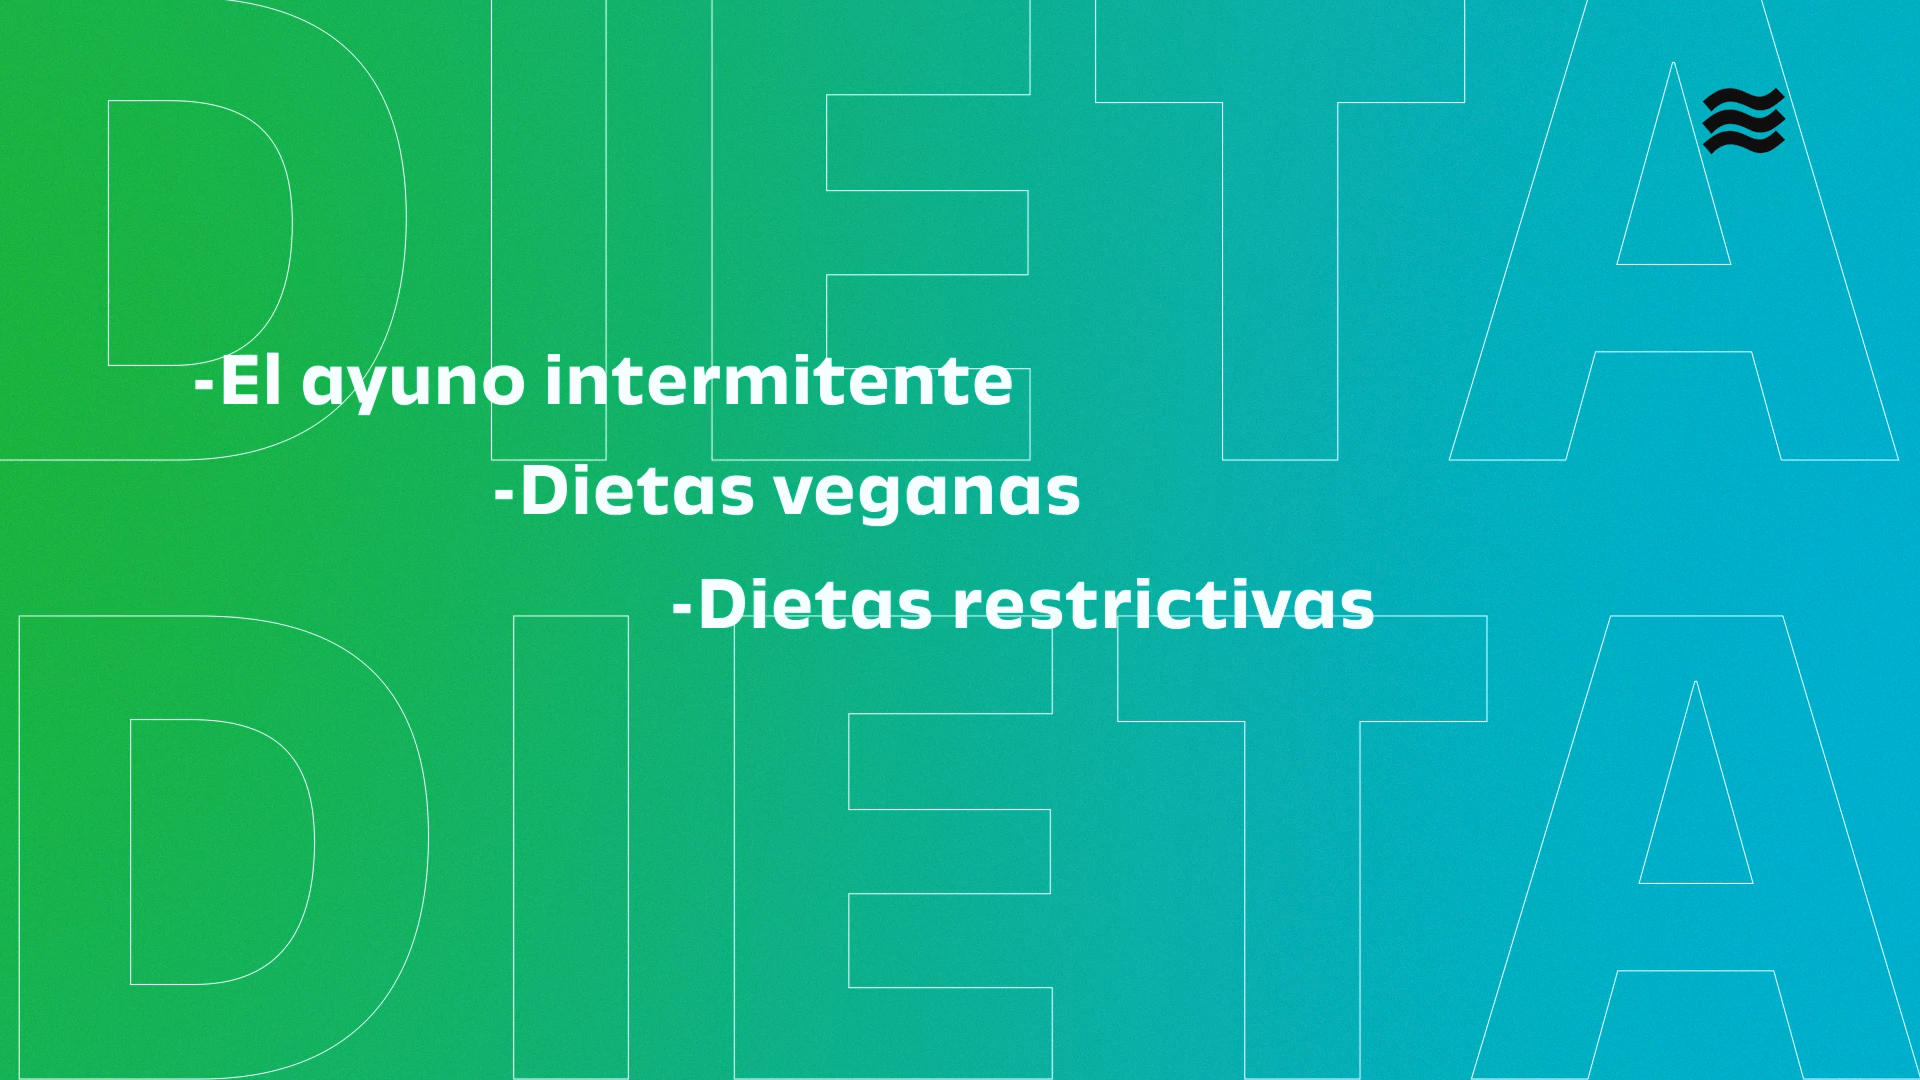 DIETA
-El ayuno intermitente
-Dietas veganas
-Dietas restrictivas
DIETA